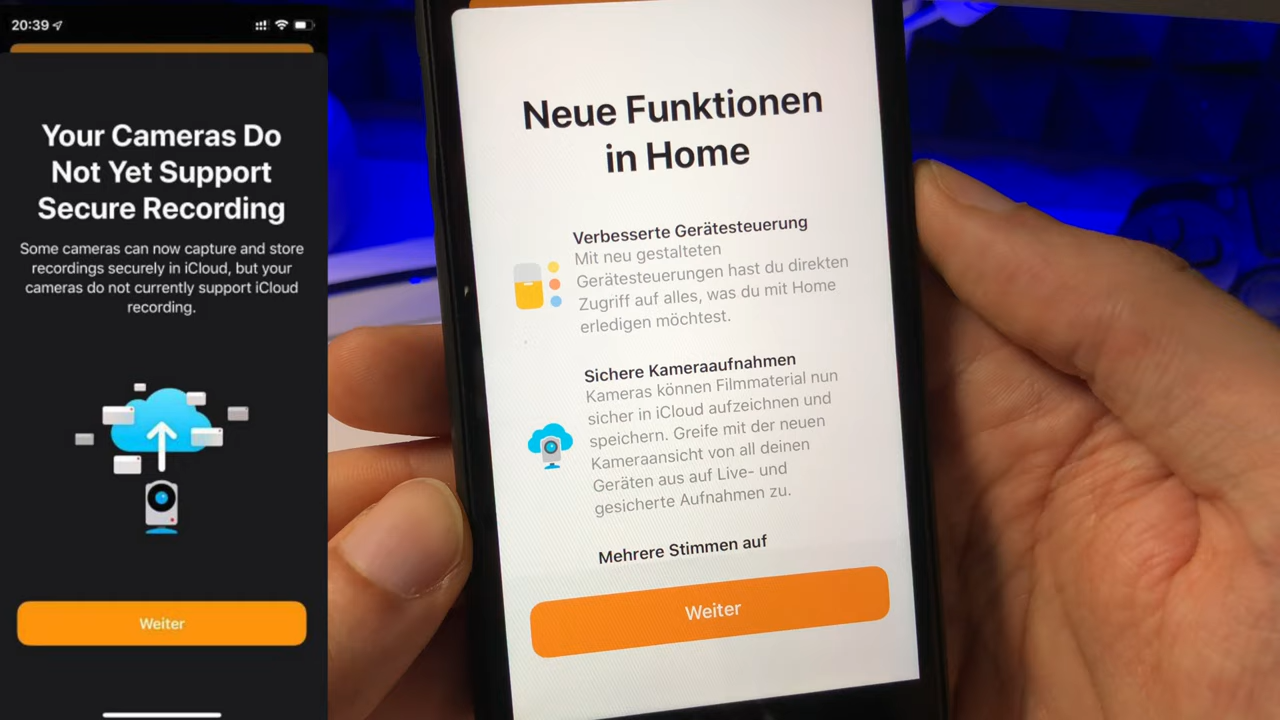 20:39
Your Cameras Do
Not Yet Support
Secure Recording
Some cameras can now capture and store
recordings securely in iCloud, but your
cameras do not currently support iCloud
recording.
Weiter
Neue Funktionen
in Home
Verbesserte Gerätesteuerung
Mit neu gestalteten
Gerätesteuerungen hast du direkten
Zugriff auf alles, was du mit Home
erledigen möchtest.
Sichere Kameraaufnahmen
Kameras können Filmmaterial nun
sicher in iCloud aufzeichnen und
speichern. Greife mit der neuen
Kameraansicht von all deinen
Geräten aus auf Live- und
gesicherte Aufnahmen zu.
Mehrere Stimmen auf
Weiter